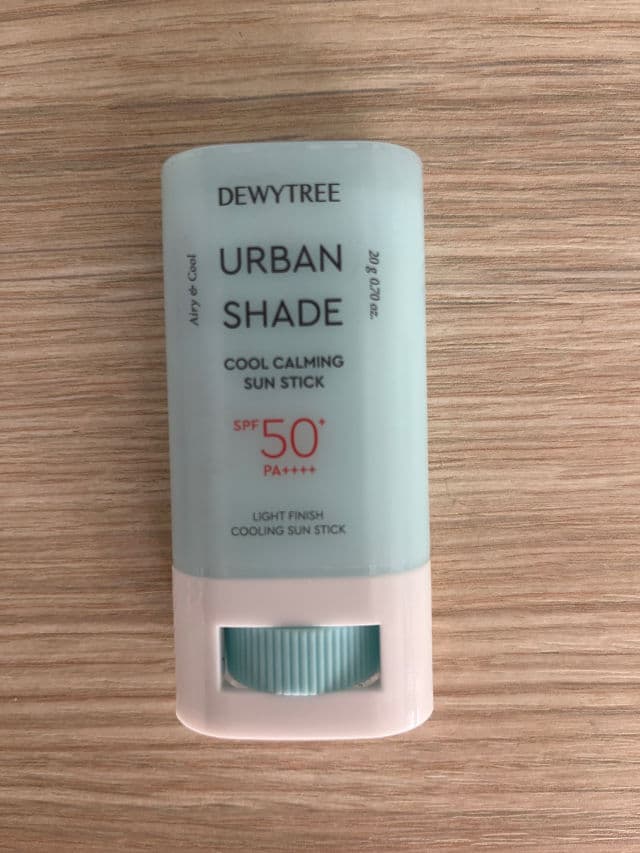 DEWYTREE
Airy & Cool
URBAN
SHADE
20 g 0.70 oz.
COOL CALMING
SUN STICK
SPF 50+
PA++++
LIGHT FINISH
COOLING SUN STICK